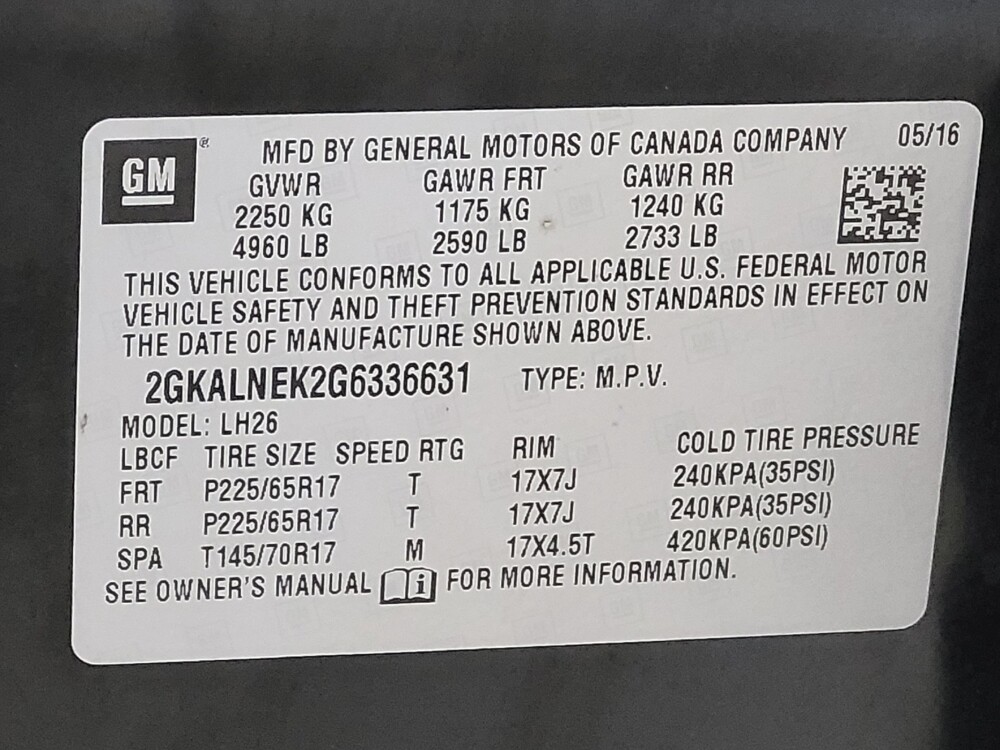 GM ® MFD BY GENERAL MOTORS OF CANADA COMPANY 05/16
GVWR GAWR FRT GAWR RR
2250 KG 1175 KG 1240 KG
4960 LB 2590 LB 2733 LB
THIS VEHICLE CONFORMS TO ALL APPLICABLE U.S. FEDERAL MOTOR
VEHICLE SAFETY AND THEFT PREVENTION STANDARDS IN EFFECT ON
THE DATE OF MANUFACTURE SHOWN ABOVE.
2GKALNEK2G6336631 TYPE: M.P.V.
MODEL: LH26
LBCF TIRE SIZE SPEED RTG RIM COLD TIRE PRESSURE
FRT P225/65R17 T 17X7J 240KPA(35PSI)
RR P225/65R17 T 17X7J 240KPA(35PSI)
SPA T145/70R17 M 17X4.5T 420KPA(60PSI)
SEE OWNER'S MANUAL i FOR MORE INFORMATION.